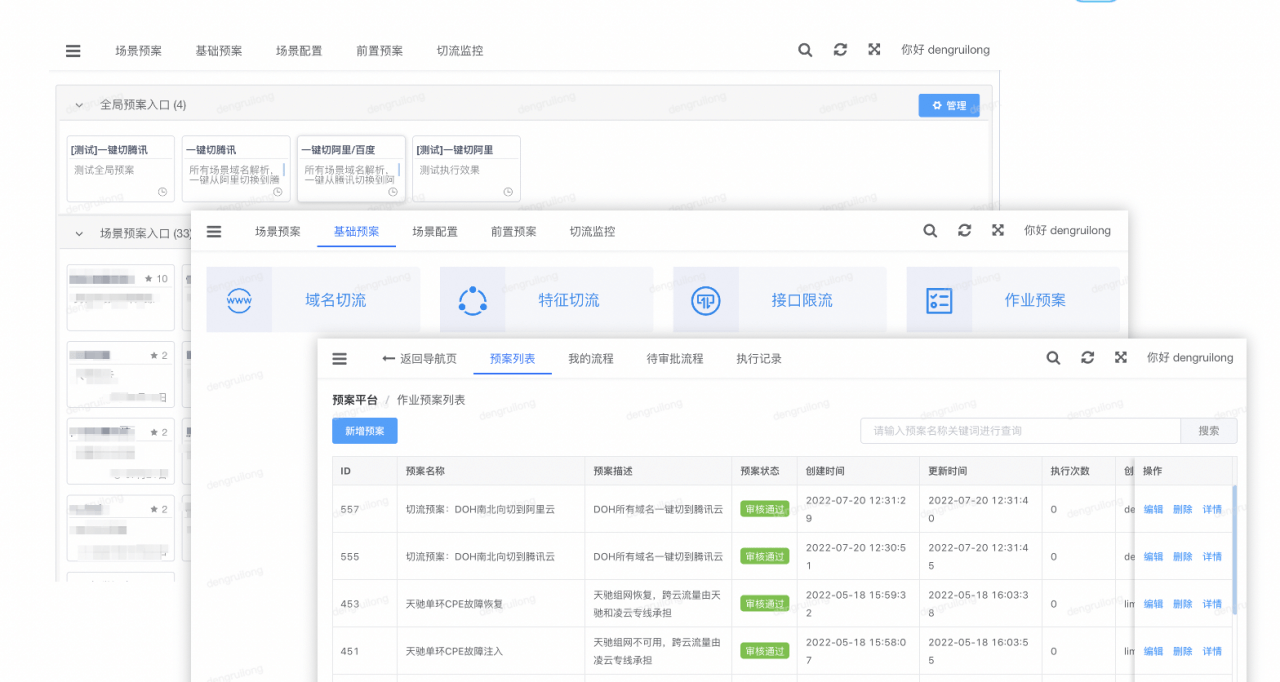 场景预案 基础预案 场景配置 前置预案 切流监控 你好 dengruilong
全局预案入口 (4) 管理
[测试]一键切腾讯 一键切腾讯 一键切阿里/百度 [测试]一键切阿里
测试全局预案 所有场景域名解析, 所有场景域名解析, 测试执行效果
一键从阿里切换到腾 一键从腾讯切换到阿
场景预案入口 (33)
10
2
2
2
场景预案 基础预案 场景配置 前置预案 切流监控 你好 dengruilong
域名切流 特征切流 接口限流 作业预案
返回导航页 预案列表 我的流程 待审批流程 执行记录 你好 dengruilong
预案平台 / 作业预案列表
新增预案 请输入预案名称关键词进行查询 搜索
ID 预案名称 预案描述 预案状态 创建时间 更新时间 执行次数 创 操作
557 切流预案：DOH南北向切到阿里云 DOH所有域名一键切到腾讯云 审核通过 2022-07-20 12:31:2 2022-07-20 12:31:4 0 de 编辑 删除 详情
9 0
555 切流预案：DOH南北向切到腾讯云 DOH所有域名一键切到腾讯云 审核通过 2022-07-20 12:30:5 2022-07-20 12:31:4 0 de 编辑 删除 详情
1 5
453 天驰单环CPE故障恢复 天驰组网恢复，跨云流量由天 审核通过 2022-05-18 15:59:3 2022-05-18 16:03:3 0 lim 编辑 删除 详情
驰和凌云专线承担 2 8
451 天驰单环CPE故障注入 天驰组网不可用，跨云流量由 审核通过 2022-05-18 15:58:0 2022-05-18 16:03:5 0 lim 编辑 删除 详情
凌云专线承担 7 5